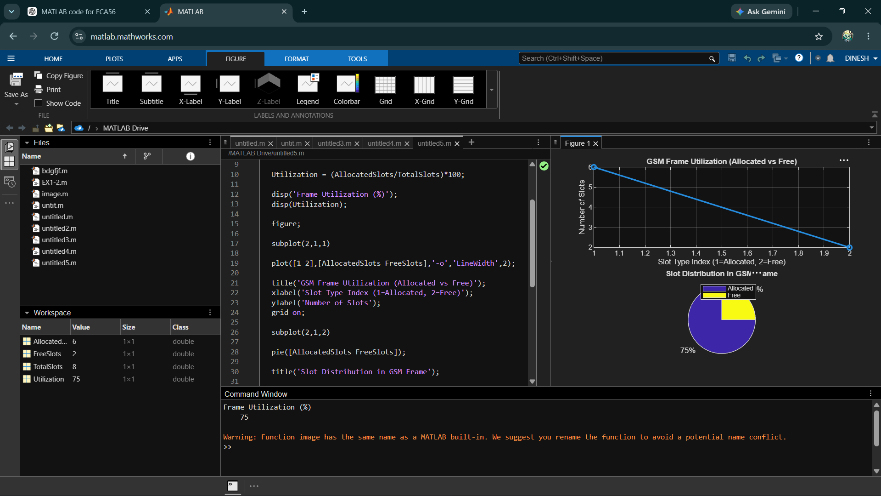 MATLAB code for ECA56
MATLAB
Ask Gemini
matlab.mathworks.com
HOME PLOTS APPS FIGURE FORMAT TOOLS
Search (Ctrl+Shift+Space)
DINESH
Save As
Copy Figure
Print
Show Code
FILE
Title Subtitle X-Label Y-Label Z-Label Legend Colorbar Grid X-Grid Y-Grid
LABELS AND ANNOTATIONS
/ > MATLAB Drive
Files
Name
bdgfjf.m
EX1-2.m
image.m
untit.m
untitled.m
untitled2.m
untitled3.m
untitled4.m
untitled5.m
Workspace
Name Value Size Class
Allocated... 6 1×1 double
FreeSlots 2 1×1 double
TotalSlots 8 1×1 double
Utilization 75 1×1 double
untitled.m untit.m untitled3.m untitled4.m untitled5.m
/MATLAB Drive/untitled5.m
9
10 Utilization = (AllocatedSlots/TotalSlots)*100;
11
12 disp('Frame Utilization (%)');
13 disp(Utilization);
14
15 figure;
16
17 subplot(2,1,1)
18
19 plot([1 2],[AllocatedSlots FreeSlots],'-o','LineWidth',2);
20
21 title('GSM Frame Utilization (Allocated vs Free)');
22 xlabel('Slot Type Index (1=Allocated, 2=Free)');
23 ylabel('Number of Slots');
24 grid on;
25
26 subplot(2,1,2)
27
28 pie([AllocatedSlots FreeSlots]);
29
30 title('Slot Distribution in GSM Frame');
31
Figure 1
GSM Frame Utilization (Allocated vs Free)
Number of Slots
6
5
4
3
2
1 1.1 1.2 1.3 1.4 1.5 1.6 1.7 1.8 1.9 2
Slot Type Index (1=Allocated, 2=Free)
Slot Distribution in GSM
ame
Allocated
Free
%
75%
Command Window
Frame Utilization (%)
75
Warning: Function image has the same name as a MATLAB built-in. We suggest you rename the function to avoid a potential name conflict.
>>